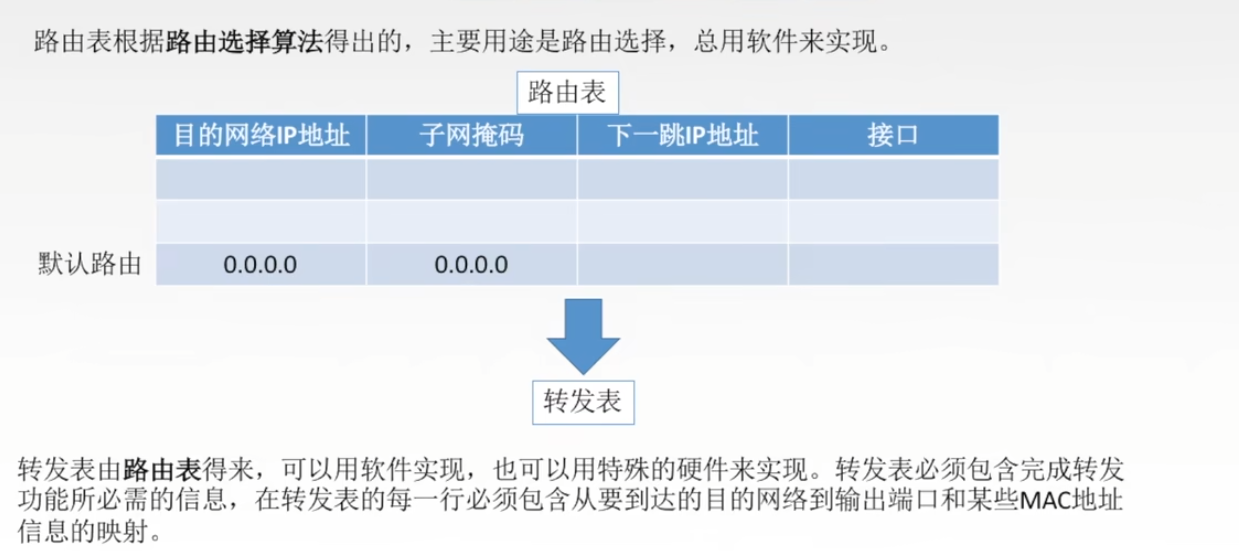 路由表根据路由选择算法得出的，主要用途是路由选择，总用软件来实现。
路由表
目的网络IP地址 子网掩码 下一跳IP地址 接口
默认路由 0.0.0.0 0.0.0.0
转发表
转发表由路由表得来，可以用软件实现，也可以用特殊的硬件来实现。转发表必须包含完成转发
功能所必需的信息，在转发表的每一行必须包含从要到达的目的网络到输出端口和某些MAC地址
信息的映射。